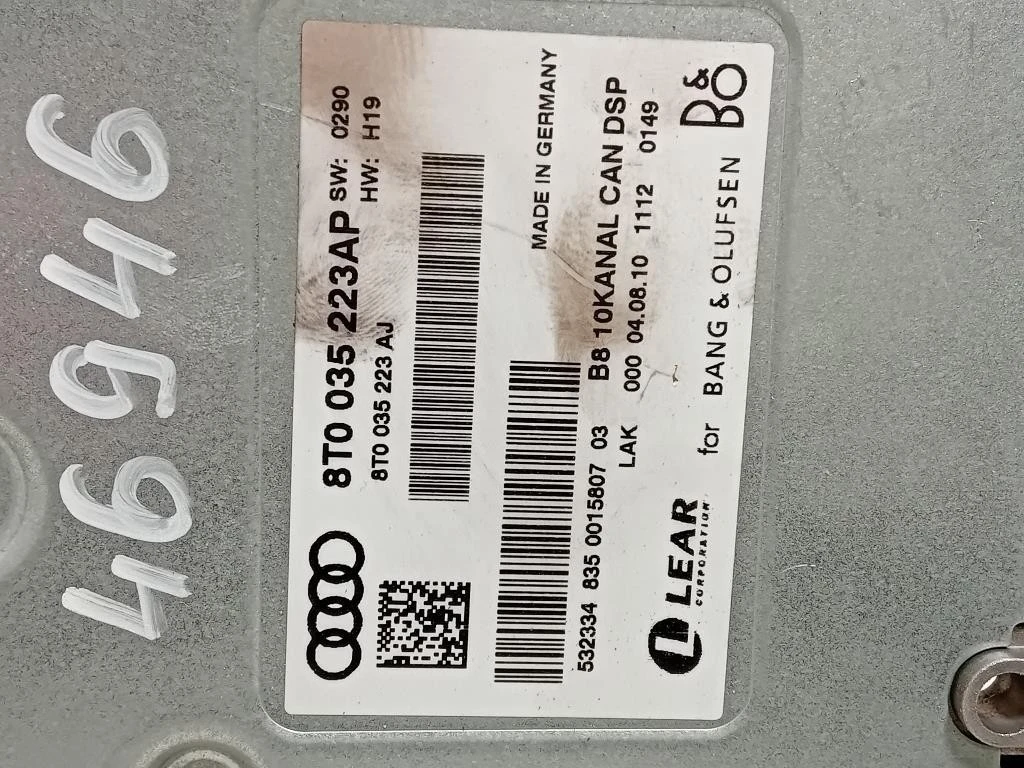 46946
8T0 035 223AP SW: 0290
8T0 035 223 AJ HW: H19
MADE IN GERMANY
532334 835 0015807 03 B8 10KANAL CAN DSP
LAK 000 04.08.10 1112 0149
LEAR
CORPORATION
for BANG & OLUFSEN B&O